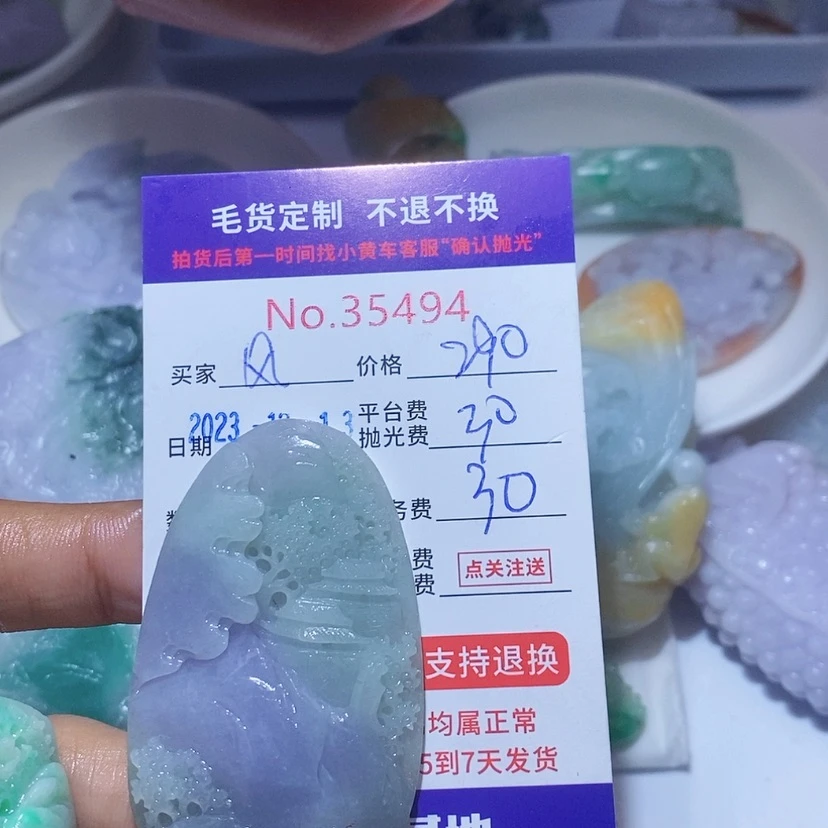 毛货定制 不退不换
拍货后第一时间找小黄车客服“确认抛光”
No.35494
买家 风 价格 290
日期 2023 平台费
抛光费 30
务费 30
费
费 点关注送
支持退换
均属正常
5到7天发货